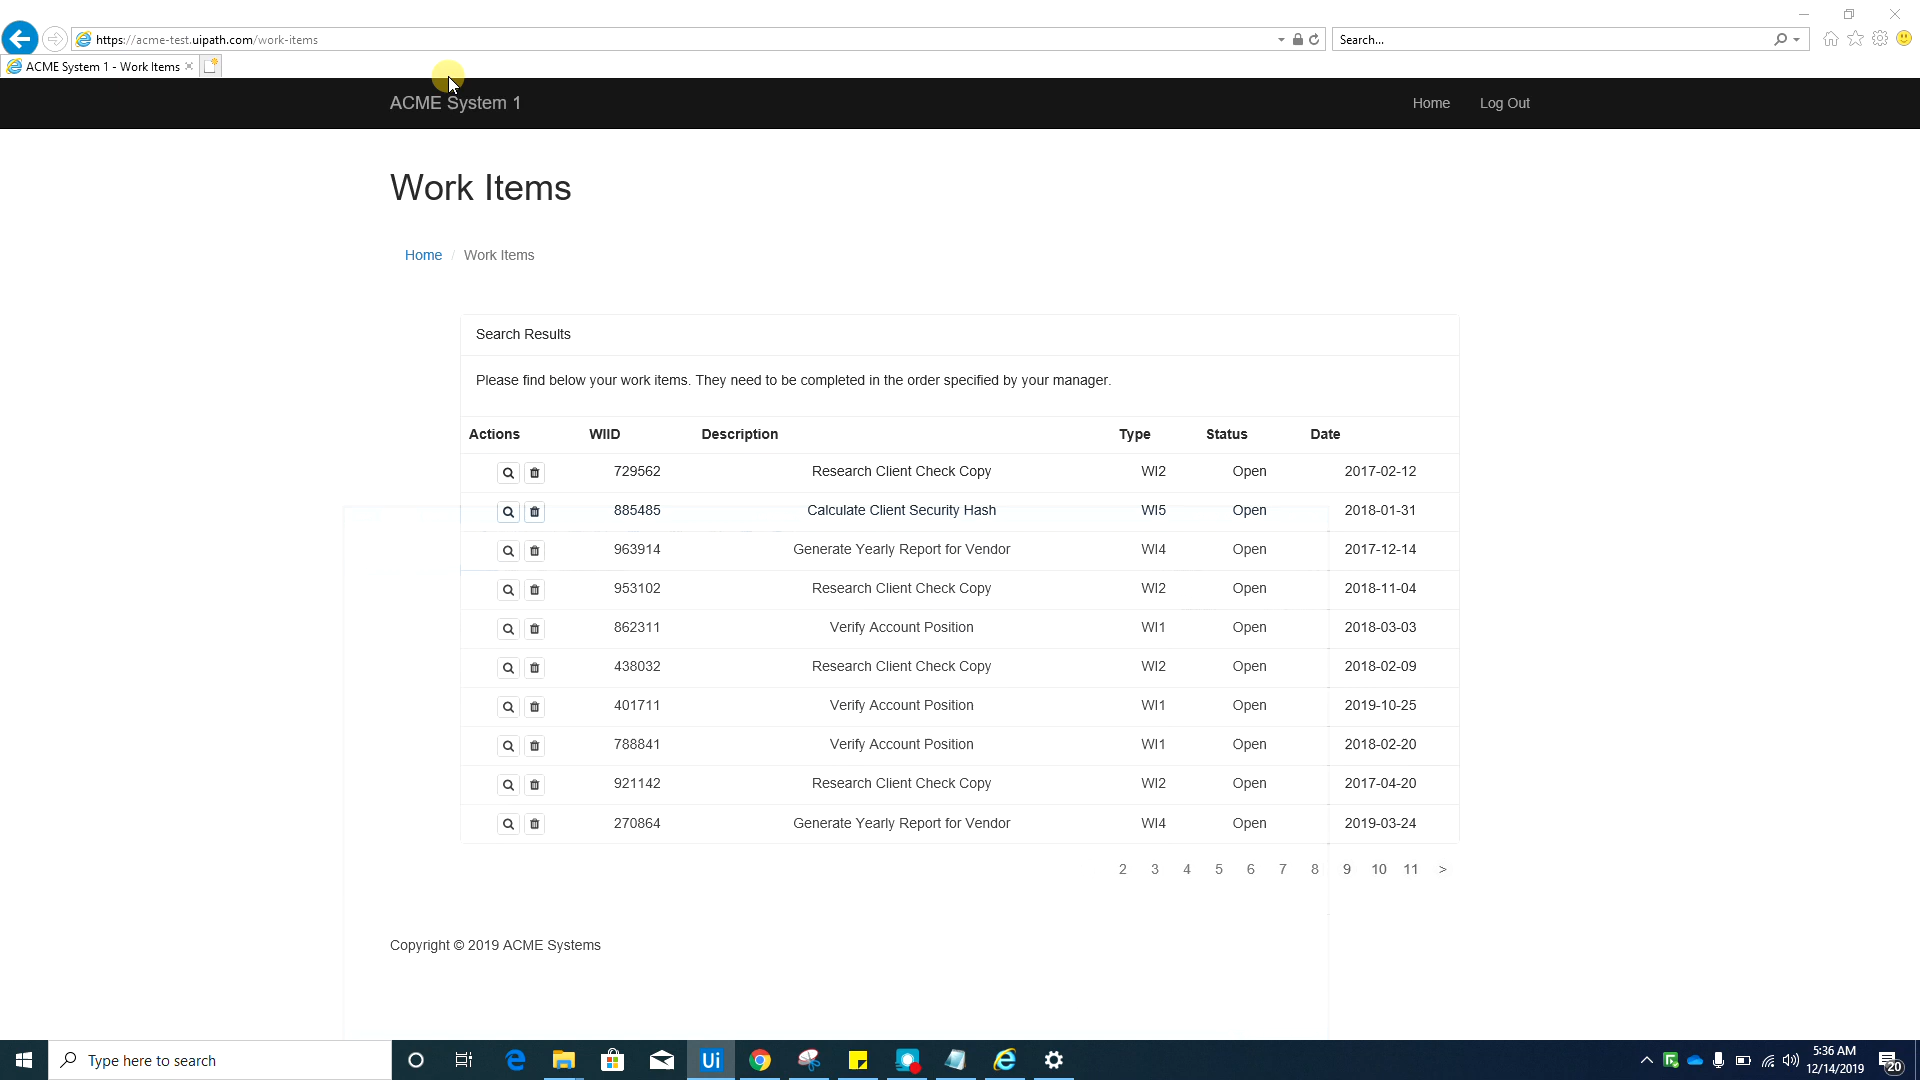 https://acme-test.uipath.com/work-items
Search...
ACME System 1 - Work Items
ACME System 1
Home
Log Out
Work Items
Home / Work Items
Search Results
Please find below your work items. They need to be completed in the order specified by your manager.
Actions WIID Description Type Status Date
729562 Research Client Check Copy WI2 Open 2017-02-12
885485 Calculate Client Security Hash WI5 Open 2018-01-31
963914 Generate Yearly Report for Vendor WI4 Open 2017-12-14
953102 Research Client Check Copy WI2 Open 2018-11-04
862311 Verify Account Position WI1 Open 2018-03-03
438032 Research Client Check Copy WI2 Open 2018-02-09
401711 Verify Account Position WI1 Open 2019-10-25
788841 Verify Account Position WI1 Open 2018-02-20
921142 Research Client Check Copy WI2 Open 2017-04-20
270864 Generate Yearly Report for Vendor WI4 Open 2019-03-24
2 3 4 5 6 7 8 9 10 11 >
Copyright © 2019 ACME Systems
Type here to search
Ui
5:36 AM
12/14/2019
20